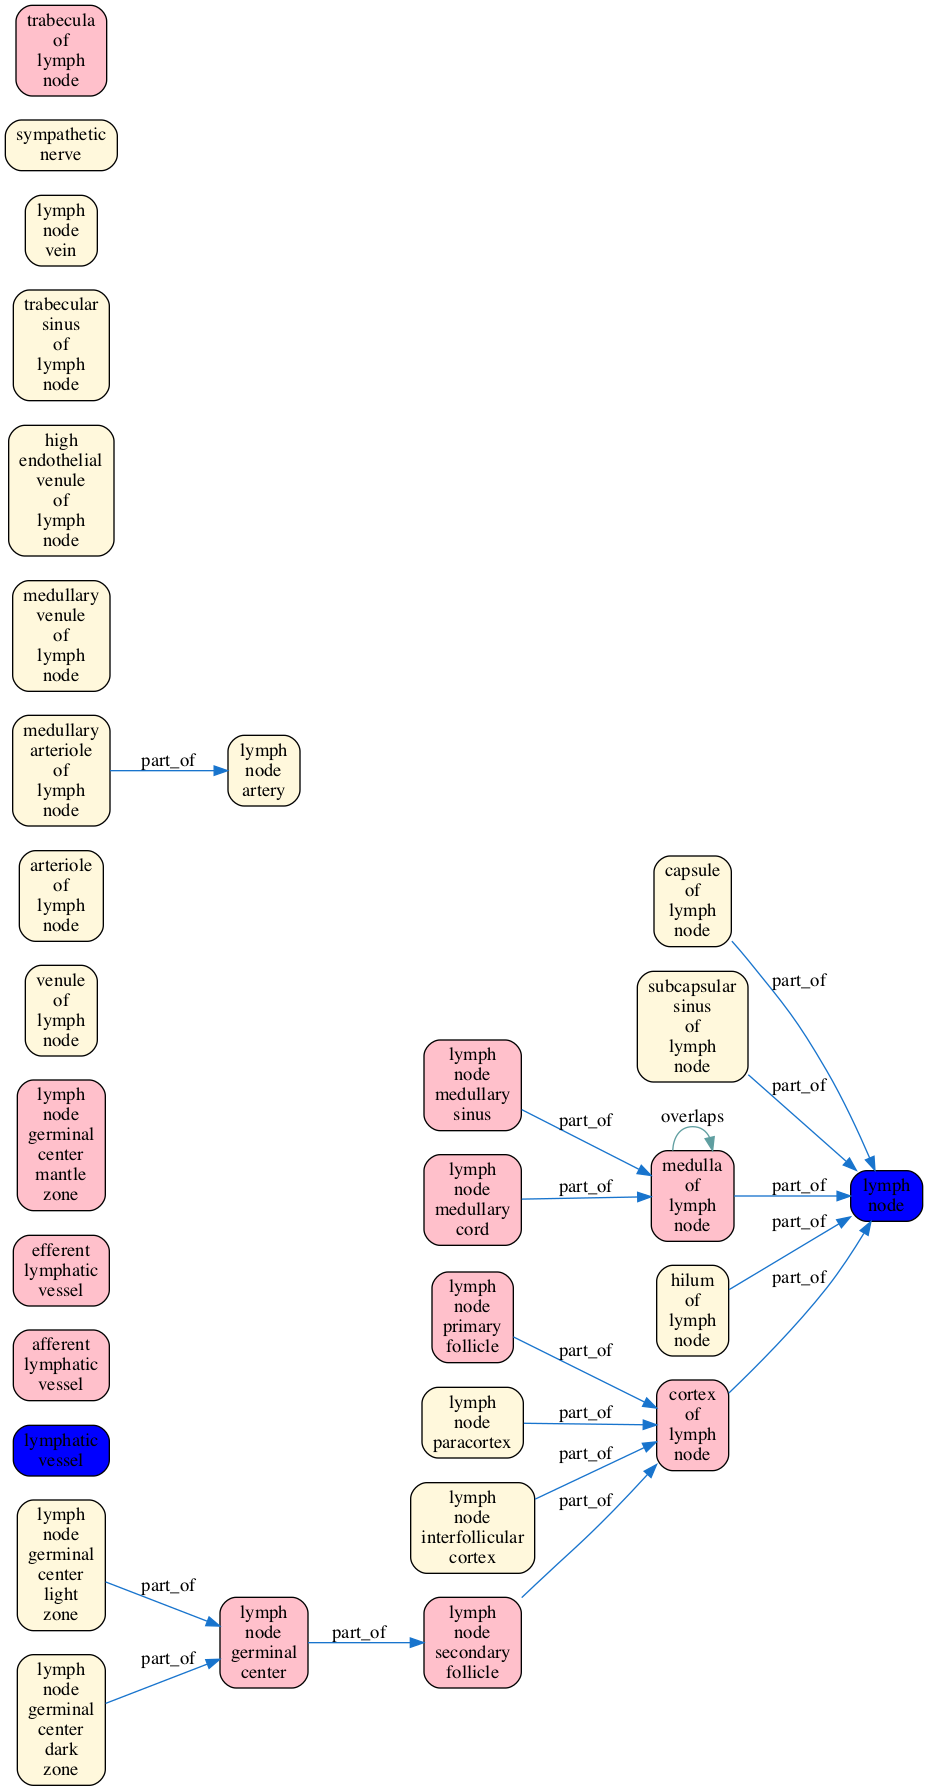 trabecula
of
lymph
node
sympathetic
nerve
lymph
node
vein
trabecular
sinus
of
lymph
node
high
endothelial
venule
of
lymph
node
medullary
venule
of
lymph
node
medullary
arteriole
of
lymph
node
part_of
lymph
node
artery
arteriole
of
lymph
node
venule
of
lymph
node
lymph
node
germinal
center
mantle
zone
efferent
lymphatic
vessel
afferent
lymphatic
vessel
lymphatic
vessel
lymph
node
germinal
center
light
zone
part_of
lymph
node
germinal
center
dark
zone
part_of
lymph
node
germinal
center
part_of
lymph
node
secondary
follicle
part_of
lymph
node
interfollicular
cortex
part_of
lymph
node
paracortex
part_of
lymph
node
primary
follicle
part_of
lymph
node
medullary
cord
part_of
lymph
node
medullary
sinus
part_of
capsule
of
lymph
node
part_of
subcapsular
sinus
of
lymph
node
part_of
overlaps
medulla
of
lymph
node
part_of
hilum
of
lymph
node
part_of
cortex
of
lymph
node
part_of
lymph
node